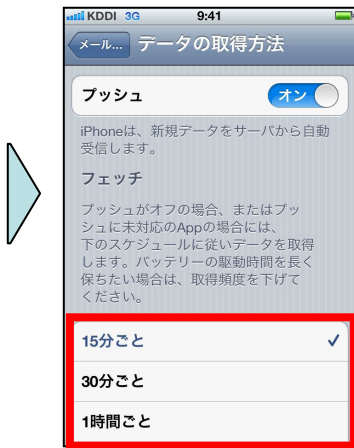 KDDI 3G 9:41
メール... データの取得方法
プッシュ オン
iPhoneは、新規データをサーバから自動
受信します。
フェッチ
プッシュがオフの場合、またはプッ
シュに未対応のAppの場合には、
下のスケジュールに従いデータを取得
します。バッテリーの駆動時間を長く
保ちたい場合は、取得頻度を下げて
ください。
15分ごと ✓
30分ごと
1時間ごと